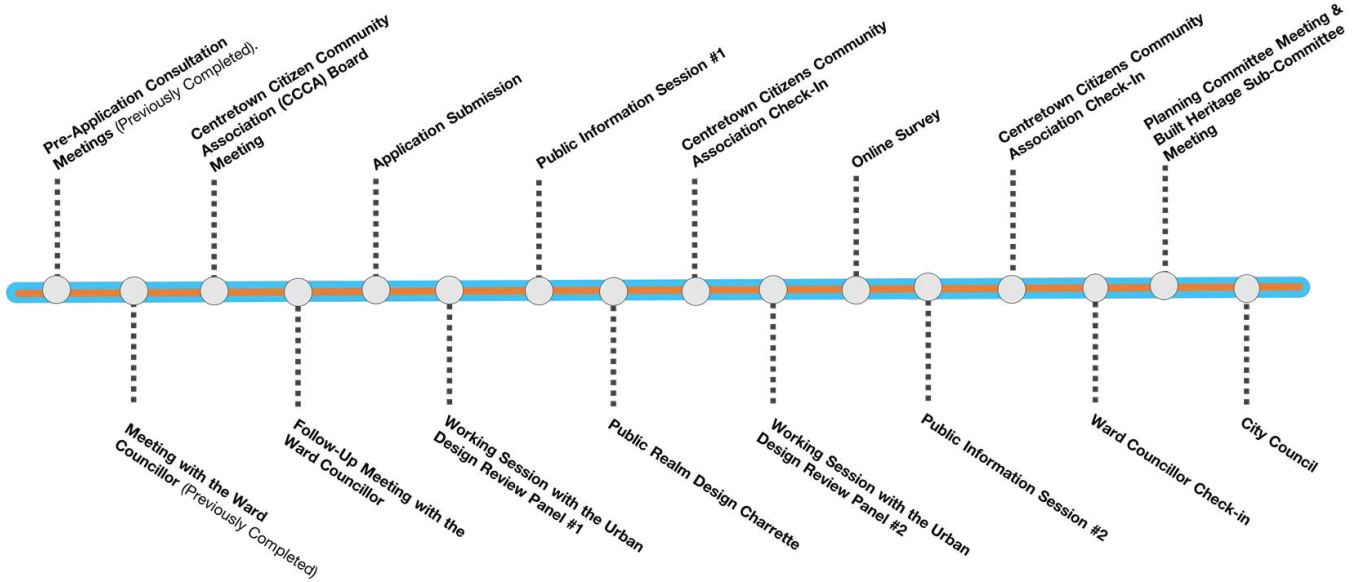 Pre-Application Consultation
Meetings (Previously Completed).
Centretown Citizen Community
Association (CCCA) Board
Meeting
Application Submission
Public Information Session #1
Centretown Citizens Community
Association Check-In
Online Survey
Centretown Citizens Community
Association Check-In
Planning Committee Meeting &
Built Heritage Sub-Committee
Meeting
Meeting with the Ward
Councillor (Previously Completed)
Follow-Up Meeting with the
Ward Councillor
Working Session with the Urban
Design Review Panel #1
Public Realm Design Charrette
Working Session with the Urban
Design Review Panel #2
Public Information Session #2
Ward Councillor Check-in
City Council